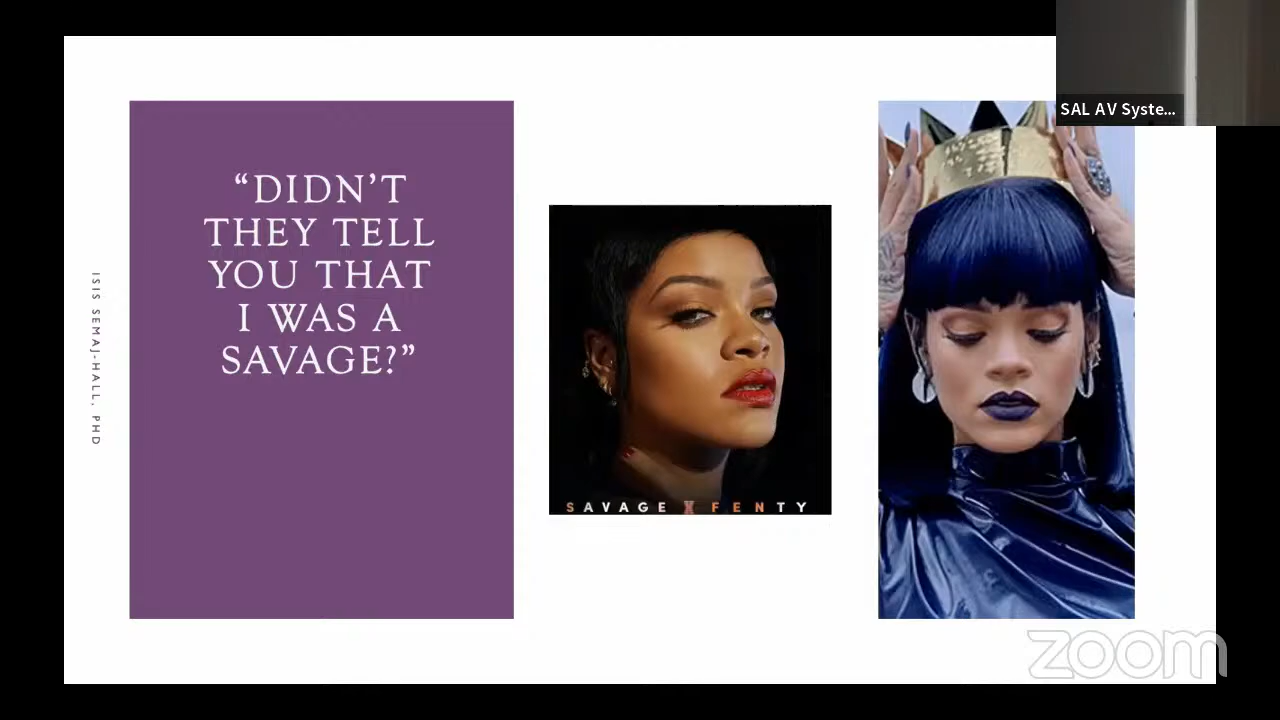 SAL AV Syste...
ISIS SEMAJ-HALL, PHD
“DIDN’T
THEY TELL
YOU THAT
I WAS A
SAVAGE?”
SAVAGE X FENTY
zoom